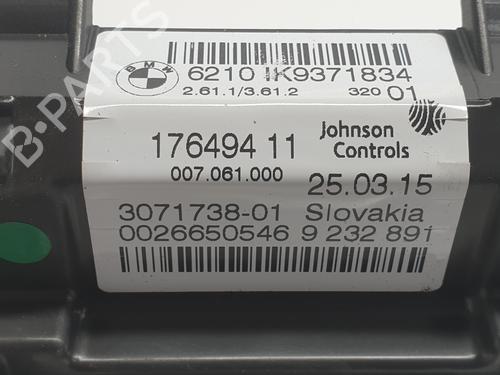 6210 IK9371834
2.61.1/3.61.2 320 01
176494 11
Johnson Controls
007.061.000
25.03.15
3071738-01 Slovakia
0026650546 9 232 891
B-PARTS